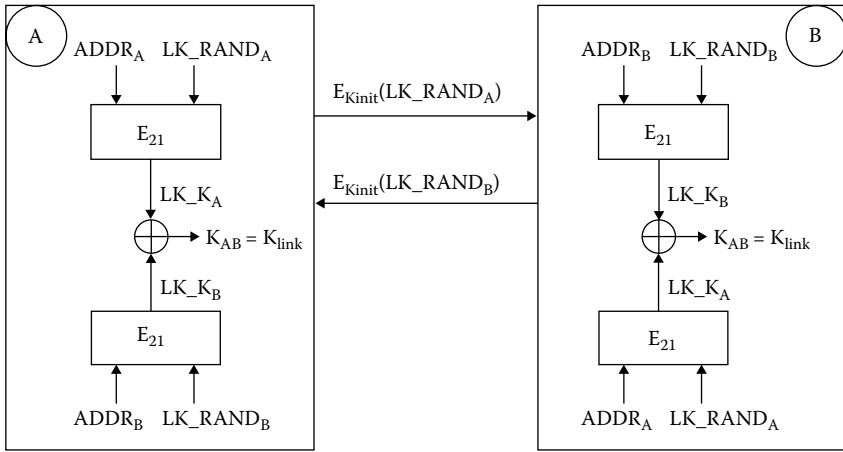 A
ADDR_A LK_RAND_A
E_21
LK_K_A
K_AB = K_link
LK_K_B
E_21
ADDR_B LK_RAND_B
E_Kinit(LK_RAND_A)
E_Kinit(LK_RAND_B)
B
ADDR_B LK_RAND_B
E_21
LK_K_B
K_AB = K_link
LK_K_A
E_21
ADDR_A LK_RAND_A